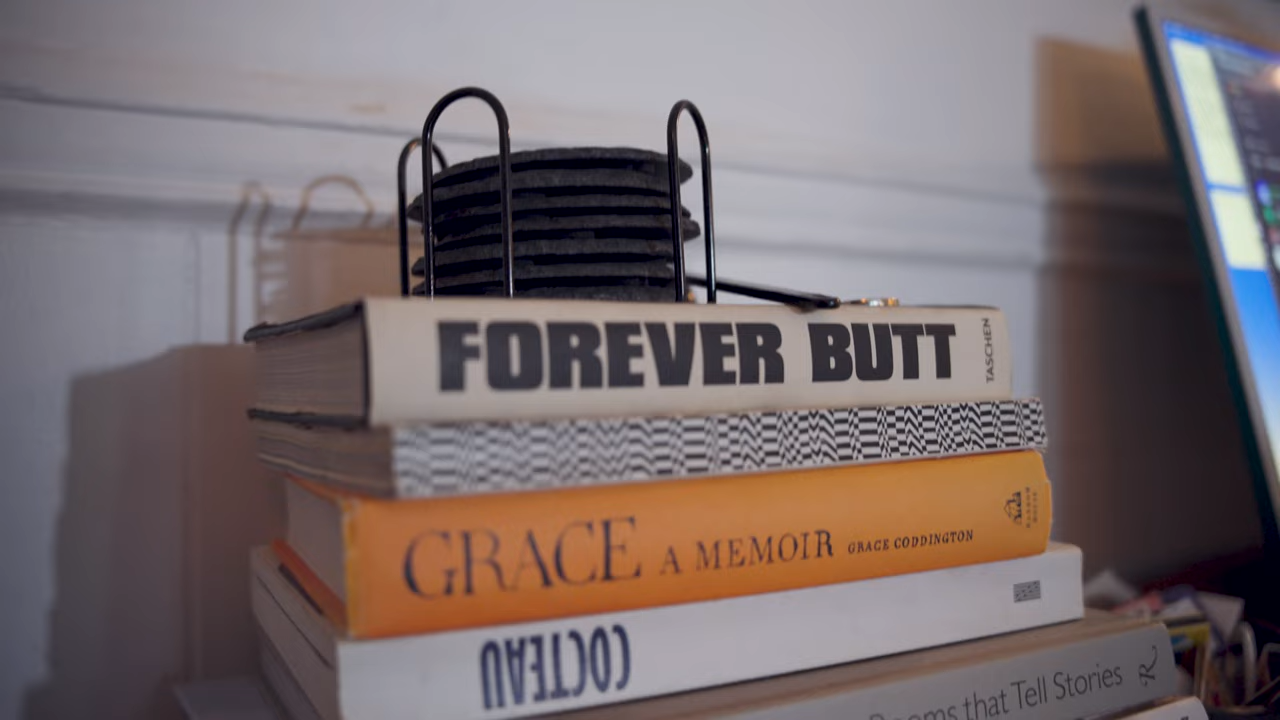 FOREVER BUTT
TASCHEN
GRACE A MEMOIR GRACE CODDINGTON
COCTEAU
Rooms that Tell Stories